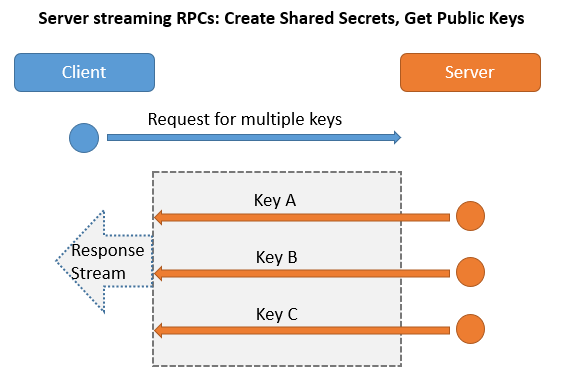 Server streaming RPCs: Create Shared Secrets, Get Public Keys
Client
Server
Request for multiple keys
Key A
Response
Stream
Key B
Key C